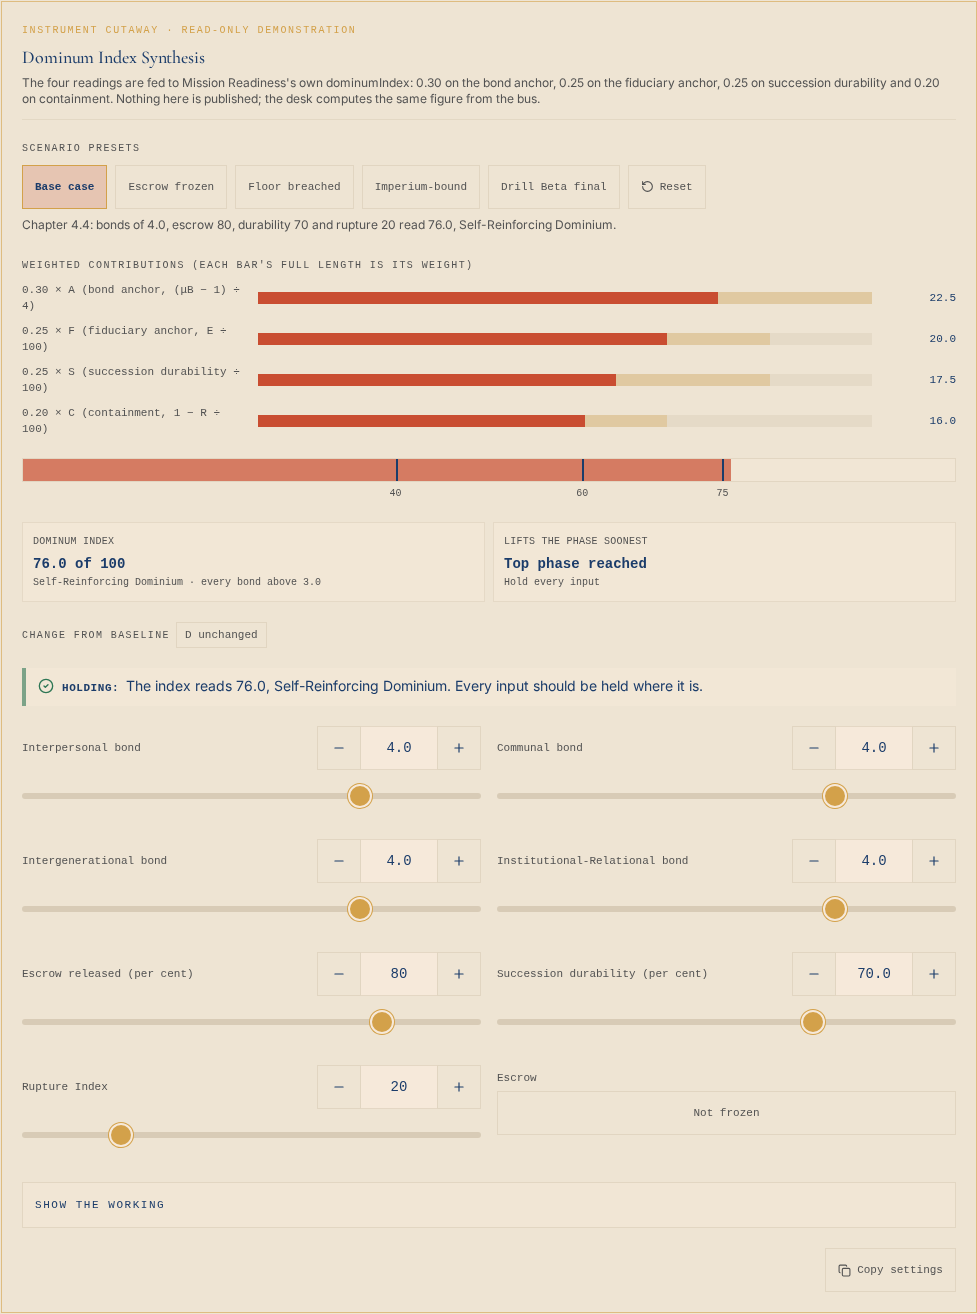 INSTRUMENT CUTAWAY · READ-ONLY DEMONSTRATION
Dominum Index Synthesis
The four readings are fed to Mission Readiness's own dominumIndex: 0.30 on the bond anchor, 0.25 on the fiduciary anchor, 0.25 on succession durability and 0.20
on containment. Nothing here is published; the desk computes the same figure from the bus.
SCENARIO PRESETS
Base case
Escrow frozen
Floor breached
Imperium-bound
Drill Beta final
Reset
Chapter 4.4: bonds of 4.0, escrow 80, durability 70 and rupture 20 read 76.0, Self-Reinforcing Dominium.
WEIGHTED CONTRIBUTIONS (EACH BAR'S FULL LENGTH IS ITS WEIGHT)
0.30 × A (bond anchor, (µB − 1) ÷
4)
22.5
0.25 × F (fiduciary anchor, E ÷
100)
20.0
0.25 × S (succession durability ÷
100)
17.5
0.20 × C (containment, 1 − R ÷
100)
16.0
40
60
75
DOMINUM INDEX
76.0 of 100
Self-Reinforcing Dominium · every bond above 3.0
LIFTS THE PHASE SOONEST
Top phase reached
Hold every input
CHANGE FROM BASELINE
D unchanged
HOLDING: The index reads 76.0, Self-Reinforcing Dominium. Every input should be held where it is.
Interpersonal bond
− 4.0 +
Communal bond
− 4.0 +
Intergenerational bond
− 4.0 +
Institutional-Relational bond
− 4.0 +
Escrow released (per cent)
− 80 +
Succession durability (per cent)
− 70.0 +
Rupture Index
− 20 +
Escrow
Not frozen
SHOW THE WORKING
Copy settings